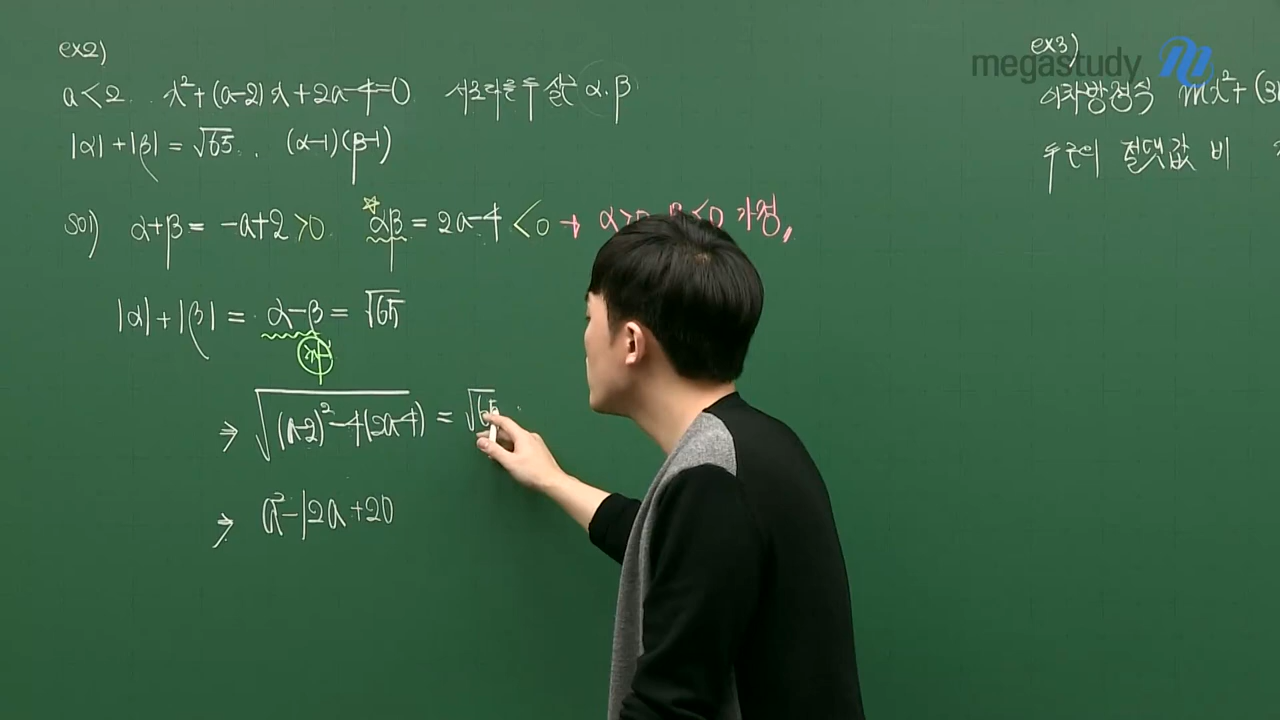 ex2)
a<2 x²+(a-2)x+2a-4=0 서로다른 두 실근 α.β
|α|+|β|=√65. (α-1)(β-1)
sol) α+β=-a+2>0 ☆αβ=2a-4<0 → <0 가정,
|α|+|β|=α-β=√65
⇒ √(a-2)²-4(2a-4) =
⇒ a²-12a+20
ex3)
megastudy
이차방정식 mx²+(3
두근의 절댓값 비